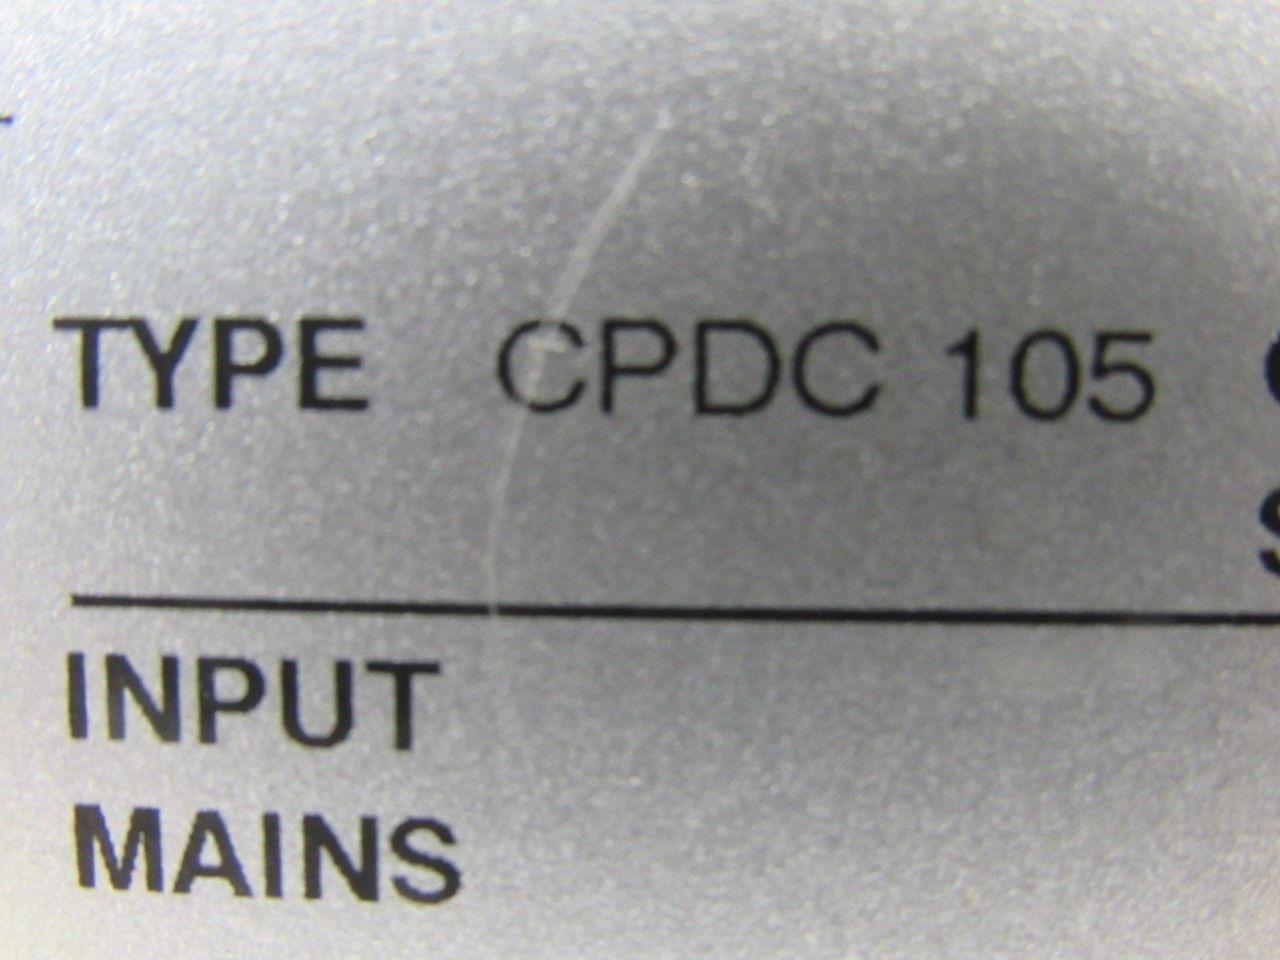 TYPE CPDC 105
INPUT
MAINS